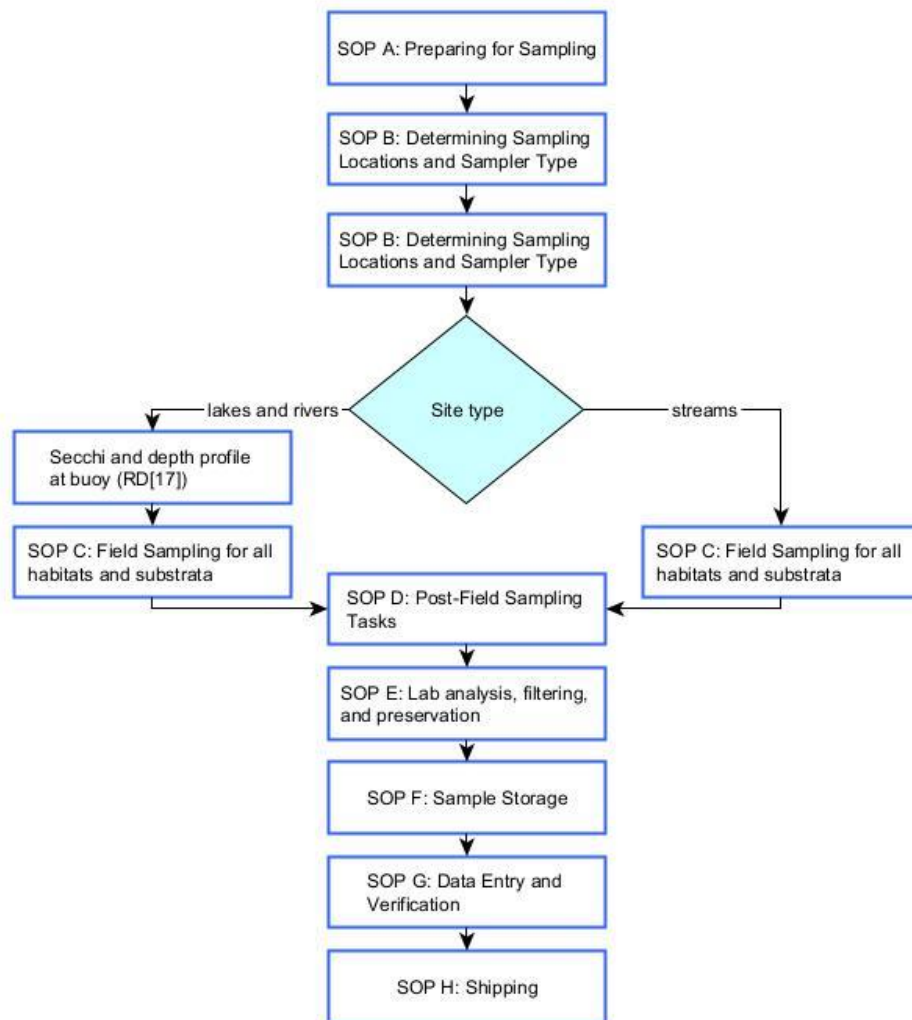 SOP A: Preparing for Sampling
SOP B: Determining Sampling
Locations and Sampler Type
SOP B: Determining Sampling
Locations and Sampler Type
lakes and rivers
Site type
streams
Secchi and depth profile
at buoy (RD[17])
SOP C: Field Sampling for all
habitats and substrata
SOP C: Field Sampling for all
habitats and substrata
SOP D: Post-Field Sampling
Tasks
SOP E: Lab analysis, filtering,
and preservation
SOP F: Sample Storage
SOP G: Data Entry and
Verification
SOP H: Shipping